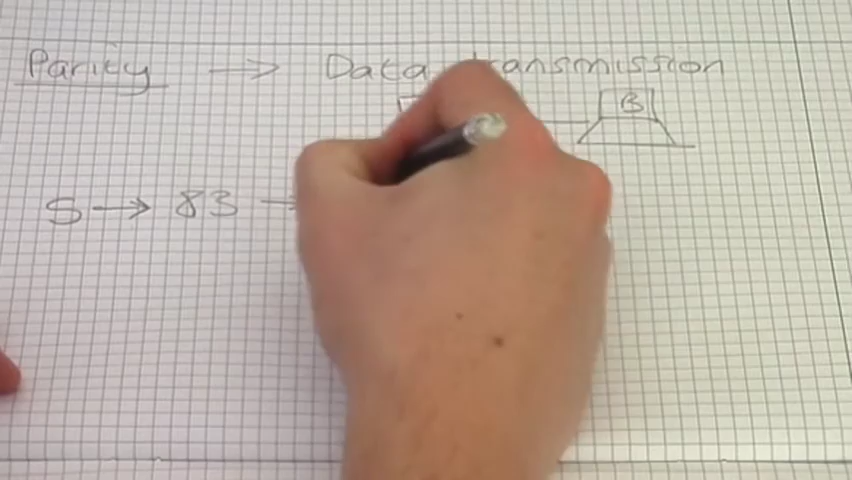 Parity → Data transmission
B
S → 83 →